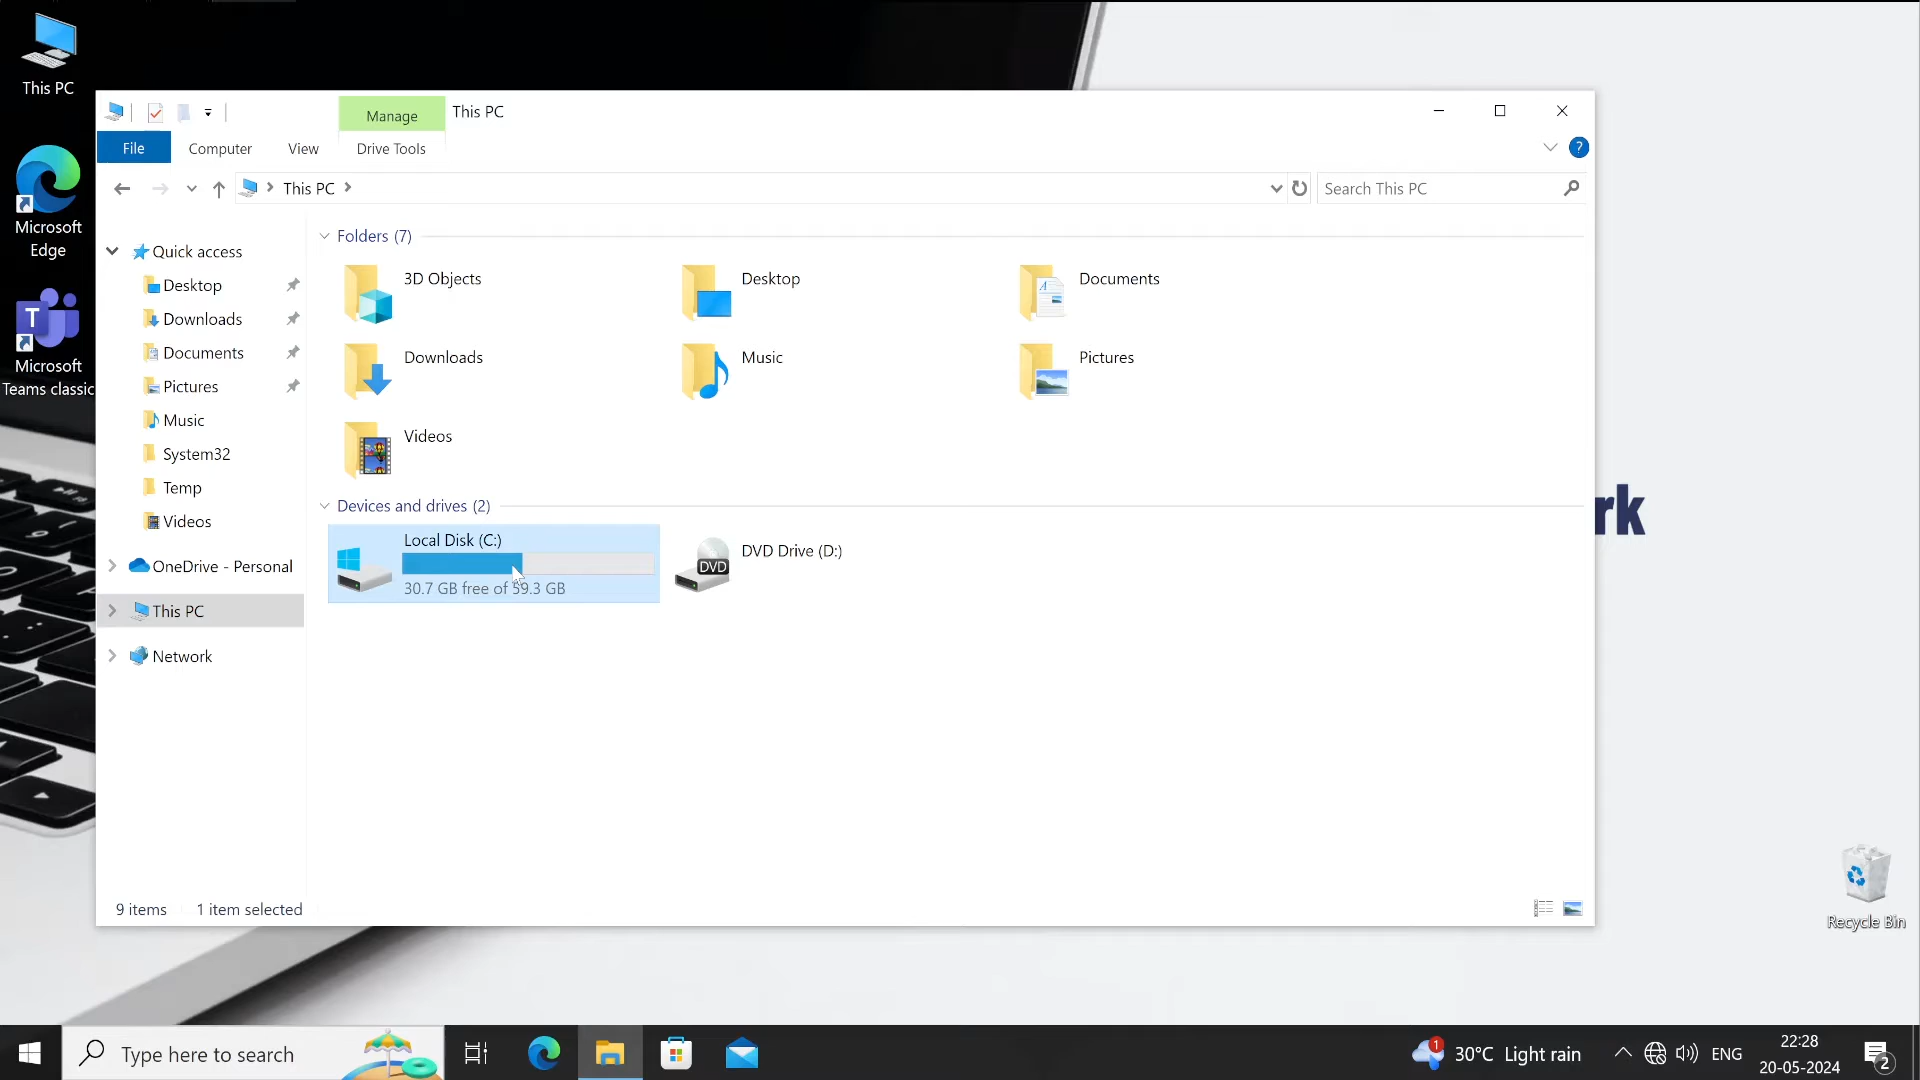 This PC
Microsoft
Edge
Microsoft
Teams classic
Manage
This PC
File
Computer
View
Drive Tools
?
This PC
Search This PC
Quick access
Desktop
Downloads
Documents
Pictures
Music
System32
Temp
Videos
OneDrive - Personal
This PC
Network
Folders (7)
3D Objects
Desktop
Documents
Downloads
Music
Pictures
Videos
Devices and drives (2)
Local Disk (C:)
30.7 GB free of 59.3 GB
DVD
DVD Drive (D:)
9 items
1 item selected
rk
Recycle Bin
Type here to search
1
30°C Light rain
ENG
22:28
20-05-2024
2